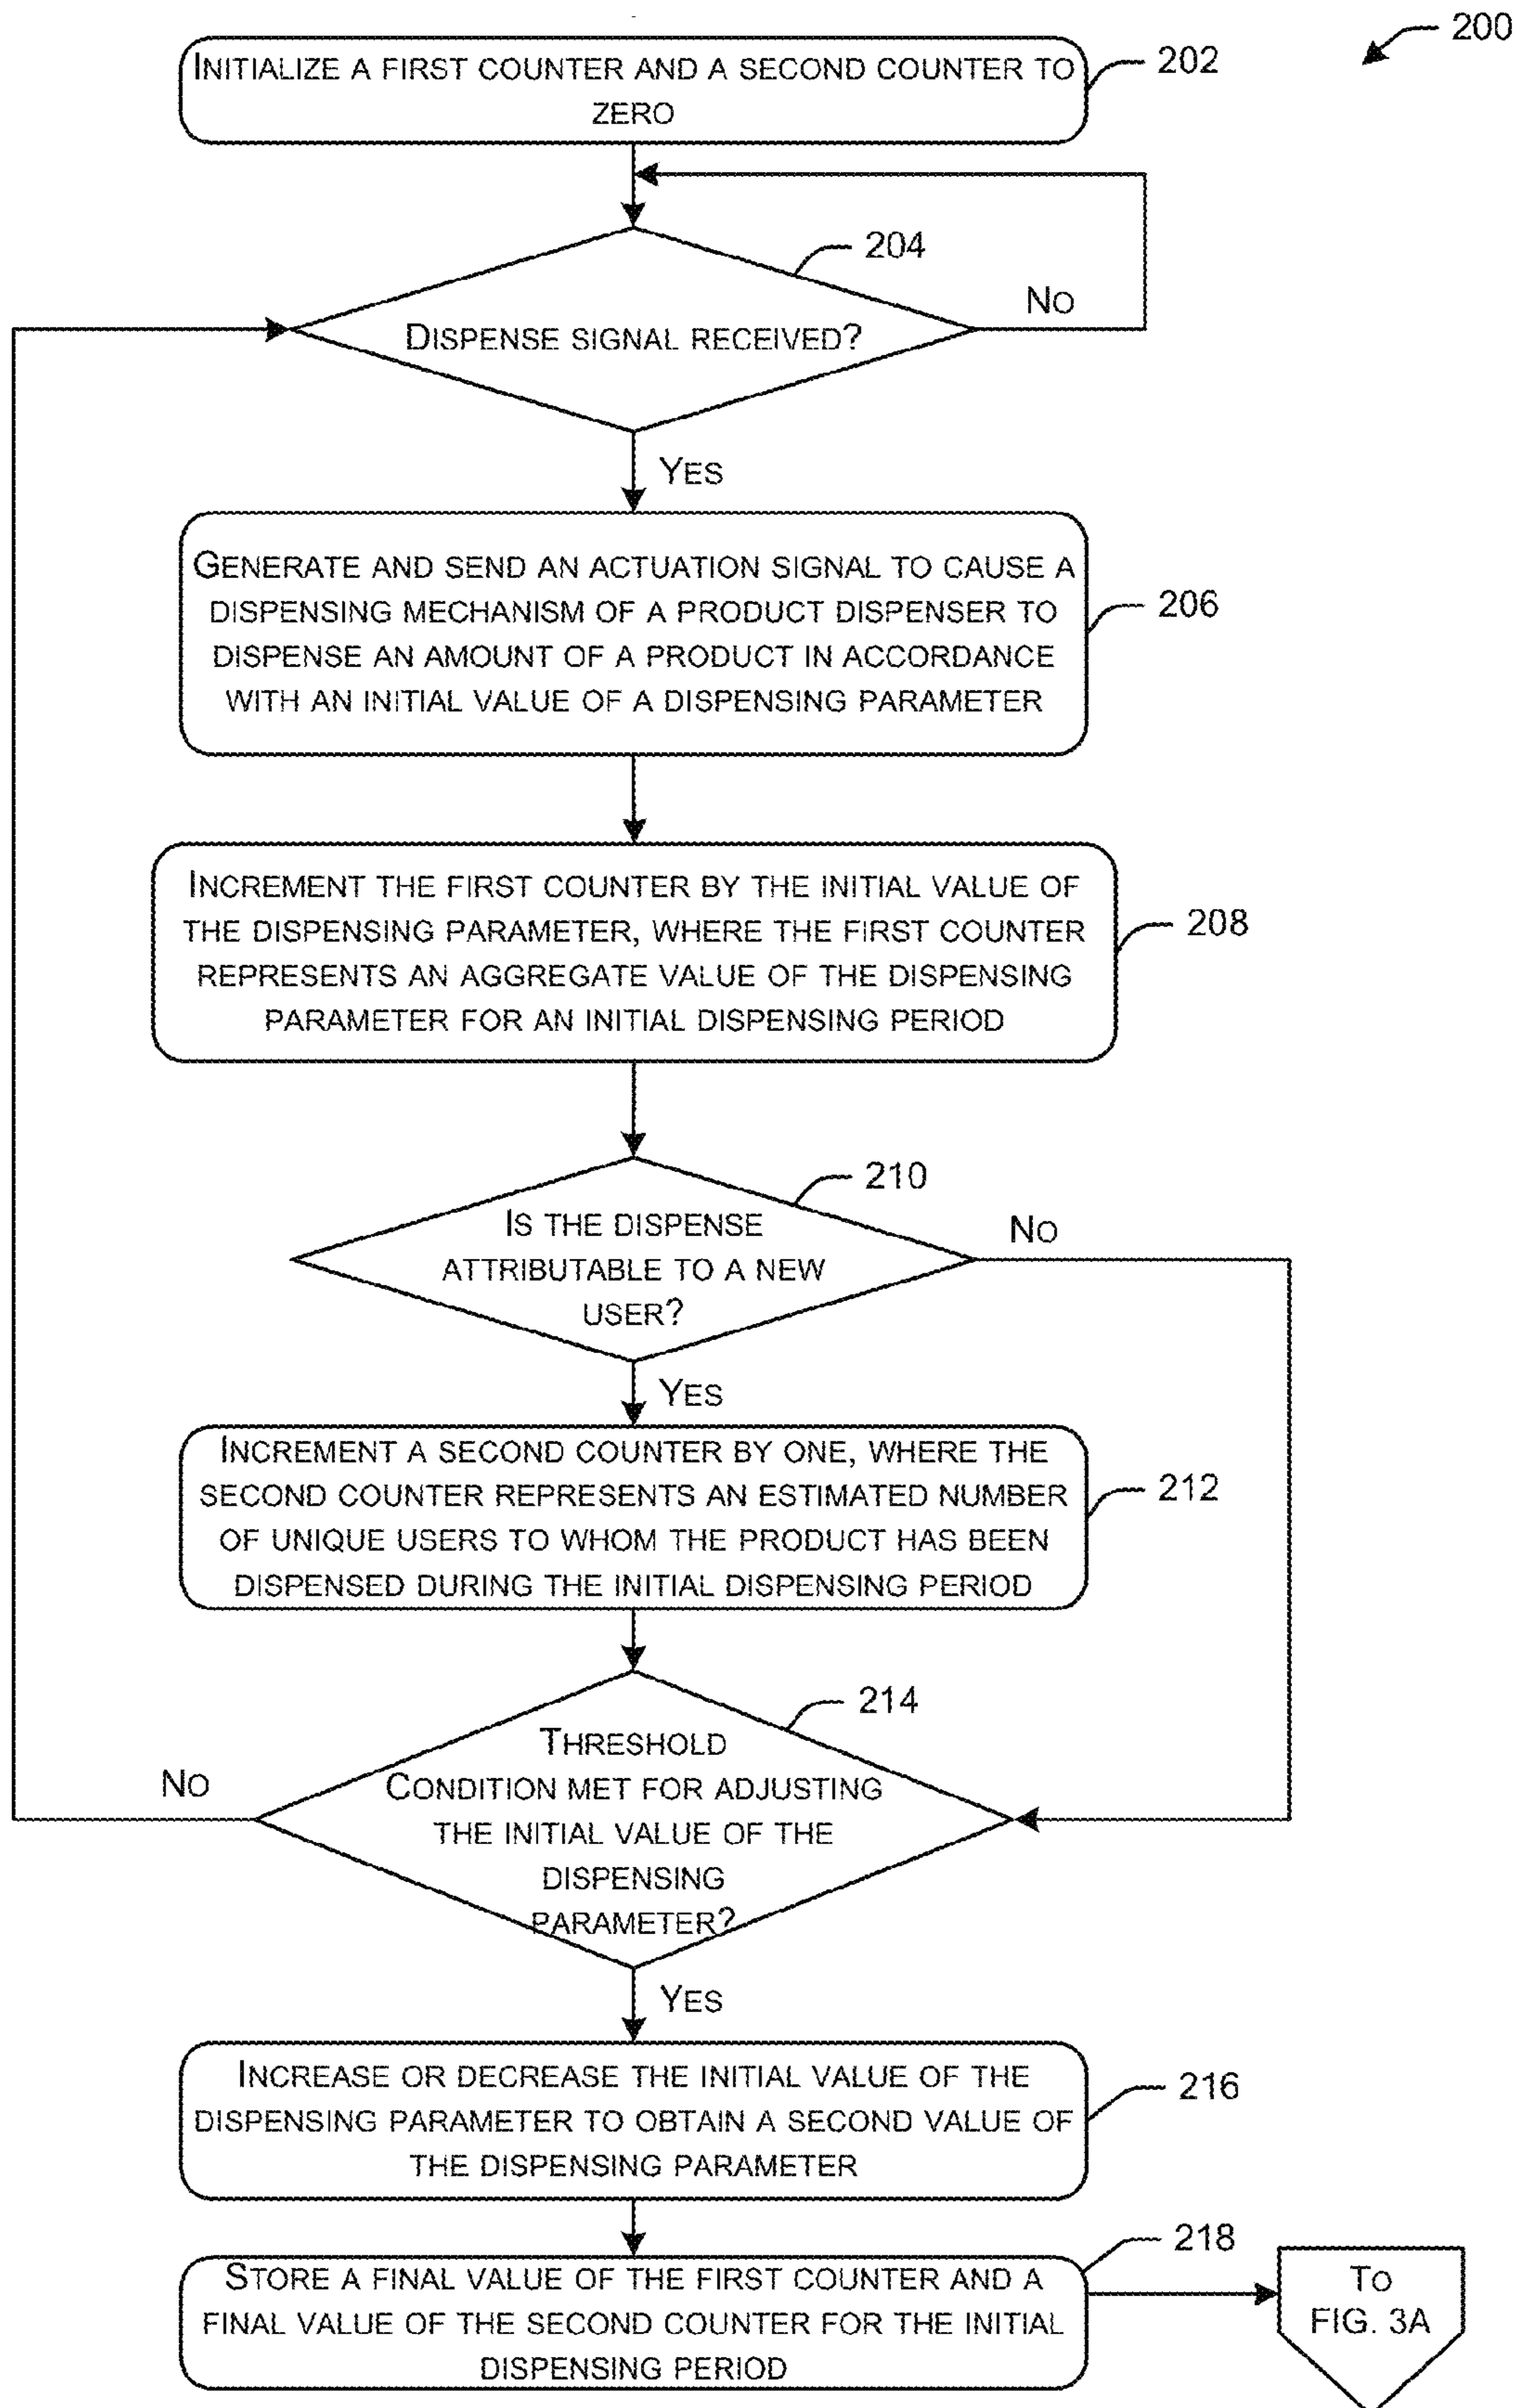 200
INITIALIZE A FIRST COUNTER AND A SECOND COUNTER TO
ZERO
202
204
NO
DISPENSE SIGNAL RECEIVED?
YES
GENERATE AND SEND AN ACTUATION SIGNAL TO CAUSE A
DISPENSING MECHANISM OF A PRODUCT DISPENSER TO
DISPENSE AN AMOUNT OF A PRODUCT IN ACCORDANCE
WITH AN INITIAL VALUE OF A DISPENSING PARAMETER
206
INCREMENT THE FIRST COUNTER BY THE INITIAL VALUE OF
THE DISPENSING PARAMETER, WHERE THE FIRST COUNTER
REPRESENTS AN AGGREGATE VALUE OF THE DISPENSING
PARAMETER FOR AN INITIAL DISPENSING PERIOD
208
210
IS THE DISPENSE
ATTRIBUTABLE TO A NEW
USER?
NO
YES
INCREMENT A SECOND COUNTER BY ONE, WHERE THE
SECOND COUNTER REPRESENTS AN ESTIMATED NUMBER
OF UNIQUE USERS TO WHOM THE PRODUCT HAS BEEN
DISPENSED DURING THE INITIAL DISPENSING PERIOD
212
214
THRESHOLD
CONDITION MET FOR ADJUSTING
THE INITIAL VALUE OF THE
DISPENSING
PARAMETER?
NO
YES
INCREASE OR DECREASE THE INITIAL VALUE OF THE
DISPENSING PARAMETER TO OBTAIN A SECOND VALUE OF
THE DISPENSING PARAMETER
216
218
STORE A FINAL VALUE OF THE FIRST COUNTER AND A
FINAL VALUE OF THE SECOND COUNTER FOR THE INITIAL
DISPENSING PERIOD
TO
FIG. 3A